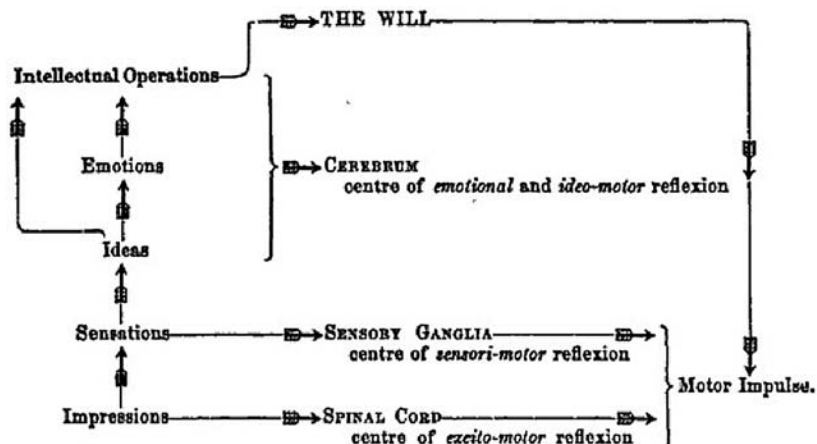 THE WILL
Intellectual Operations
Emotions
CEREBRUM
centre of emotional and ideo-motor reflexion
Ideas
Sensations
SENSORY GANGLIA
centre of sensori-motor reflexion
Motor Impulse.
Impressions
SPINAL CORD
centre of excito-motor reflexion